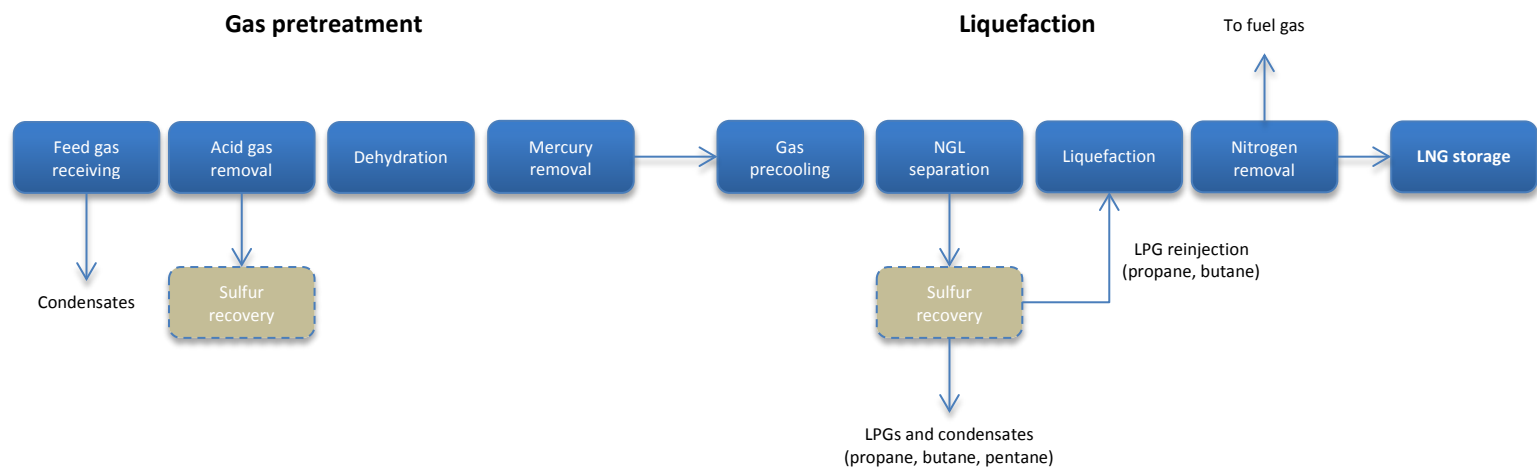 Gas pretreatment
Liquefaction
To fuel gas
Feed gas
receiving
Acid gas
removal
Dehydration
Mercury
removal
Gas
precooling
NGL
separation
Liquefaction
Nitrogen
removal
LNG storage
Condensates
Sulfur
recovery
Sulfur
recovery
LPG reinjection
(propane, butane)
LPGs and condensates
(propane, butane, pentane)